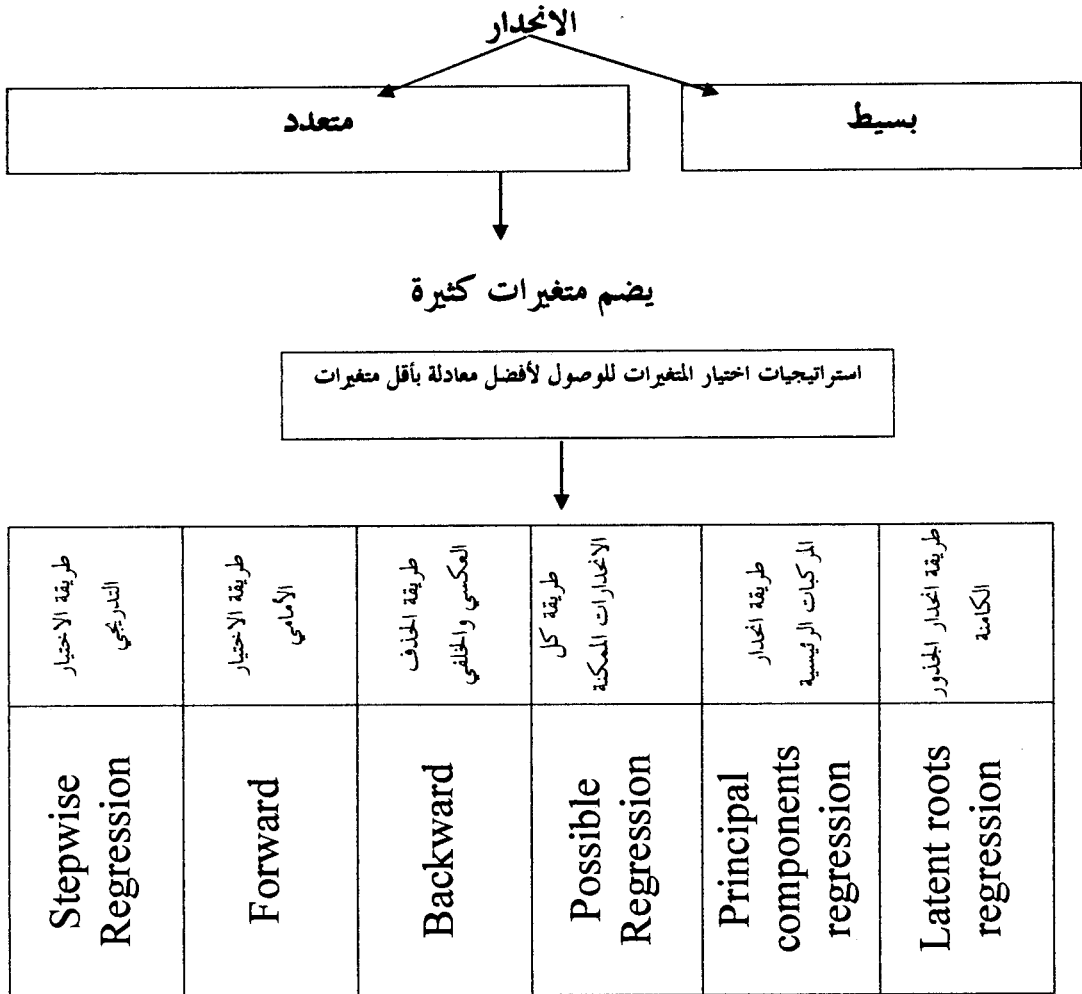 الانحدار
بسيط
متعدد
يضم متغيرات كثيرة
استراتيجيات اختيار المتغيرات للوصول لأفضل معادلة بأقل متغيرات
طريقة انحدار الجذور
الكامنة
طريقة انحدار
المركبات الرئيسية
طريقة كل
الانحدارات الممكنة
طريقة الحذف
العكسي والخلفي
طريقة الاختيار
الأمامي
طريقة الاختيار
التدريجي
Latent roots
regression
Principal
components
regression
Possible
Regression
Backward
Forward
Stepwise
Regression